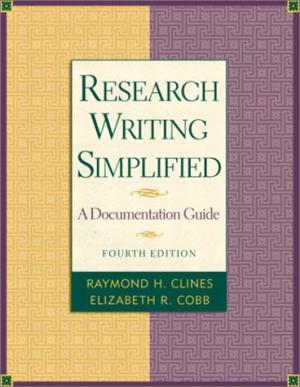 RESEARCH
WRITING
SIMPLIFIED
A Documentation Guide
FOURTH EDITION
RAYMOND H. CLINES
ELIZABETH R. COBB